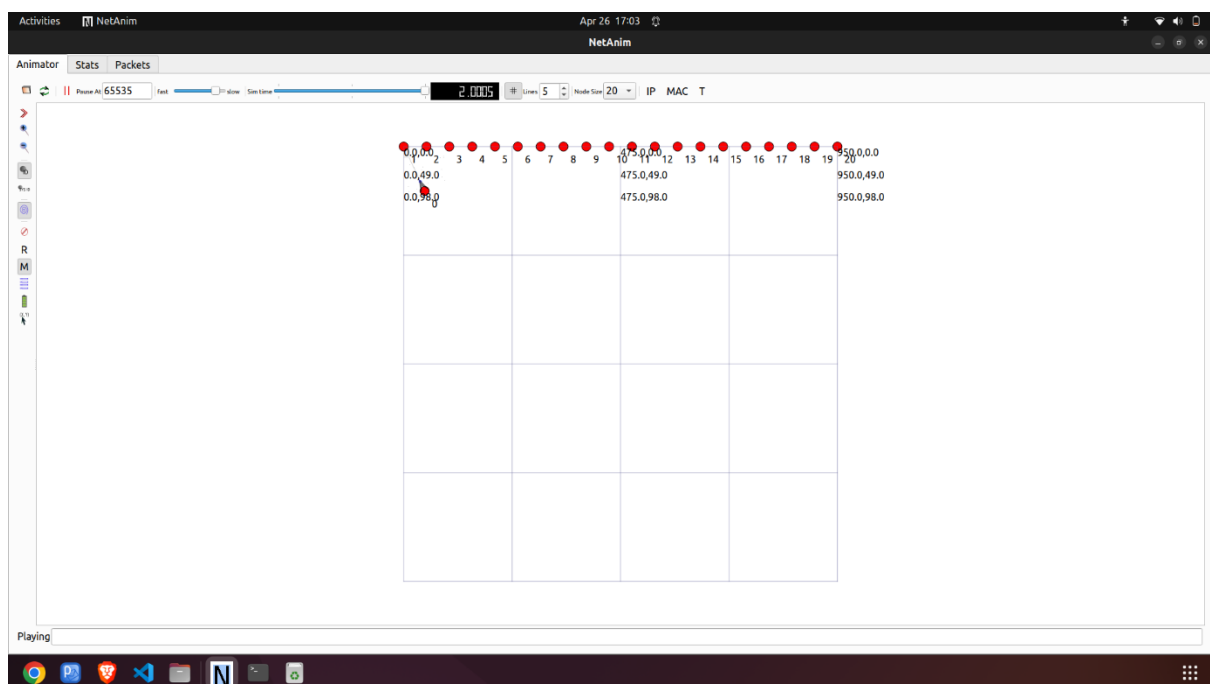 Activities NetAnim Apr 26 17:03
NetAnim
Animator Stats Packets
Pause At 65535 Fast slow Sim time 2.0005 # Lines 5 Node Size 20 IP MAC T
0.0,0.0 475.0,0.0 950.0,0.0
1 2 3 4 5 6 7 8 9 10 11 12 13 14 15 16 17 18 19 20
0.0,49.0 475.0,49.0 950.0,49.0
0.0,98.0 475.0,98.0 950.0,98.0
0
R
M
Playing